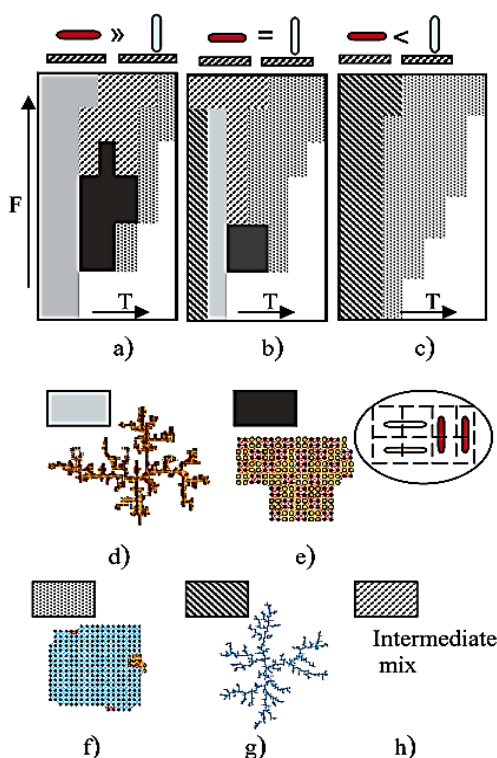 » = <
F
T T T
a) b) c)
d) e)
Intermediate
mix
f) g) h)